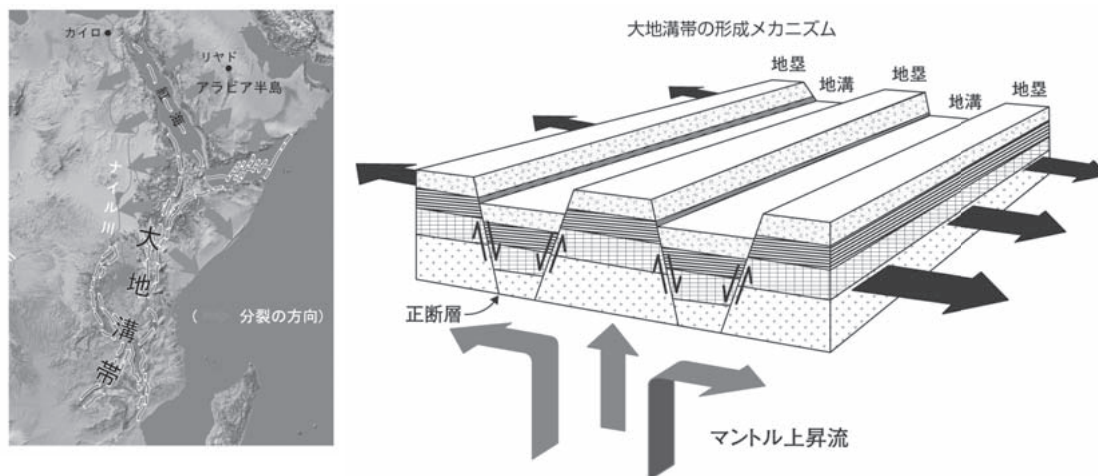 カイロ
リヤド
アラビア半島
紅海
ナイル川
大地溝帯
( 分裂の方向)
大地溝帯の形成メカニズム
地塁
地溝
地塁
地溝
地塁
正断層
マントル上昇流